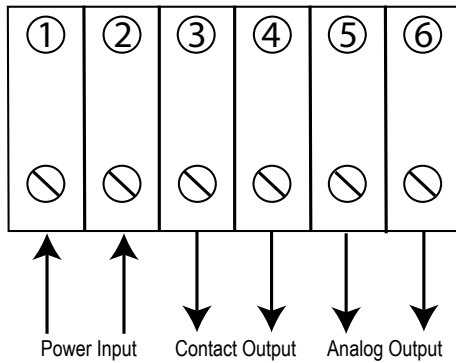 ① ② ③ ④ ⑤ ⑥
Power Input Contact Output Analog Output